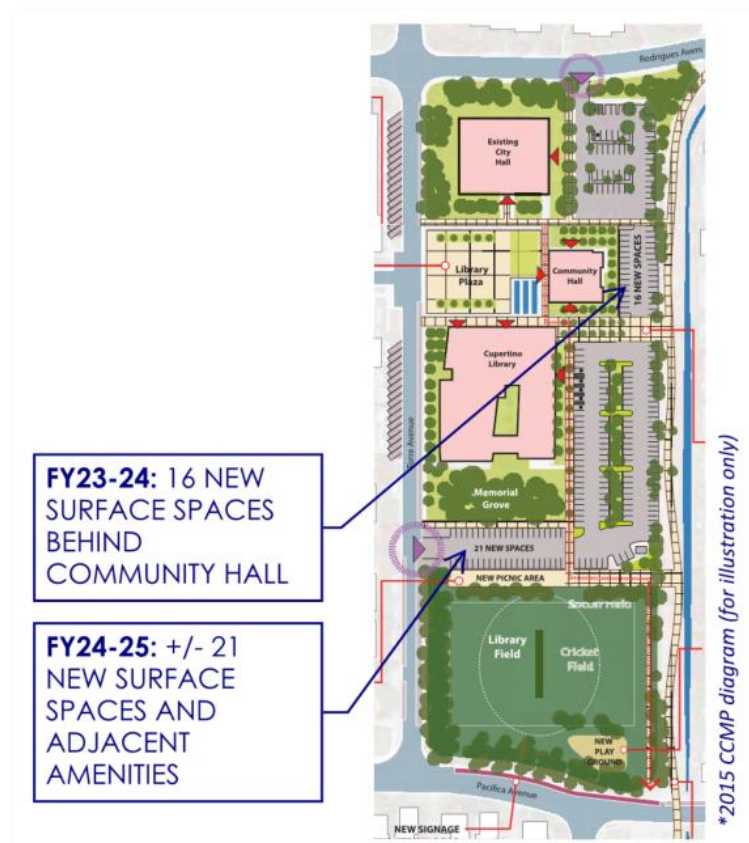 Rodrigues Avenu
Existing
City
Hall
Library
Plaza
Community
Hall
16 NEW SPACES
Cupertino
Library
Torre Avenue
FY23-24: 16 NEW
SURFACE SPACES
BEHIND
COMMUNITY HALL
Memorial
Grove
21 NEW SPACES
NEW PICNIC AREA
Soccer Field
FY24-25: +/- 21
NEW SURFACE
SPACES AND
ADJACENT
AMENITIES
Library
Field
Cricket
Field
NEW
PLAY
GROUND
Pacifica Avenue
NEW SIGNAGE
*2015 CCMP diagram (for illustration only)